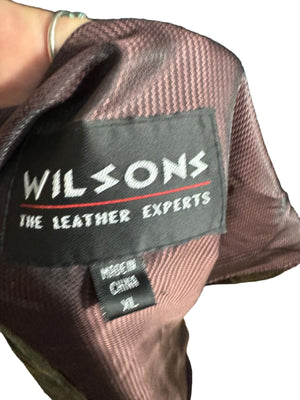 WILSONS
THE LEATHER EXPERTS
MADE IN
CHINA
XL